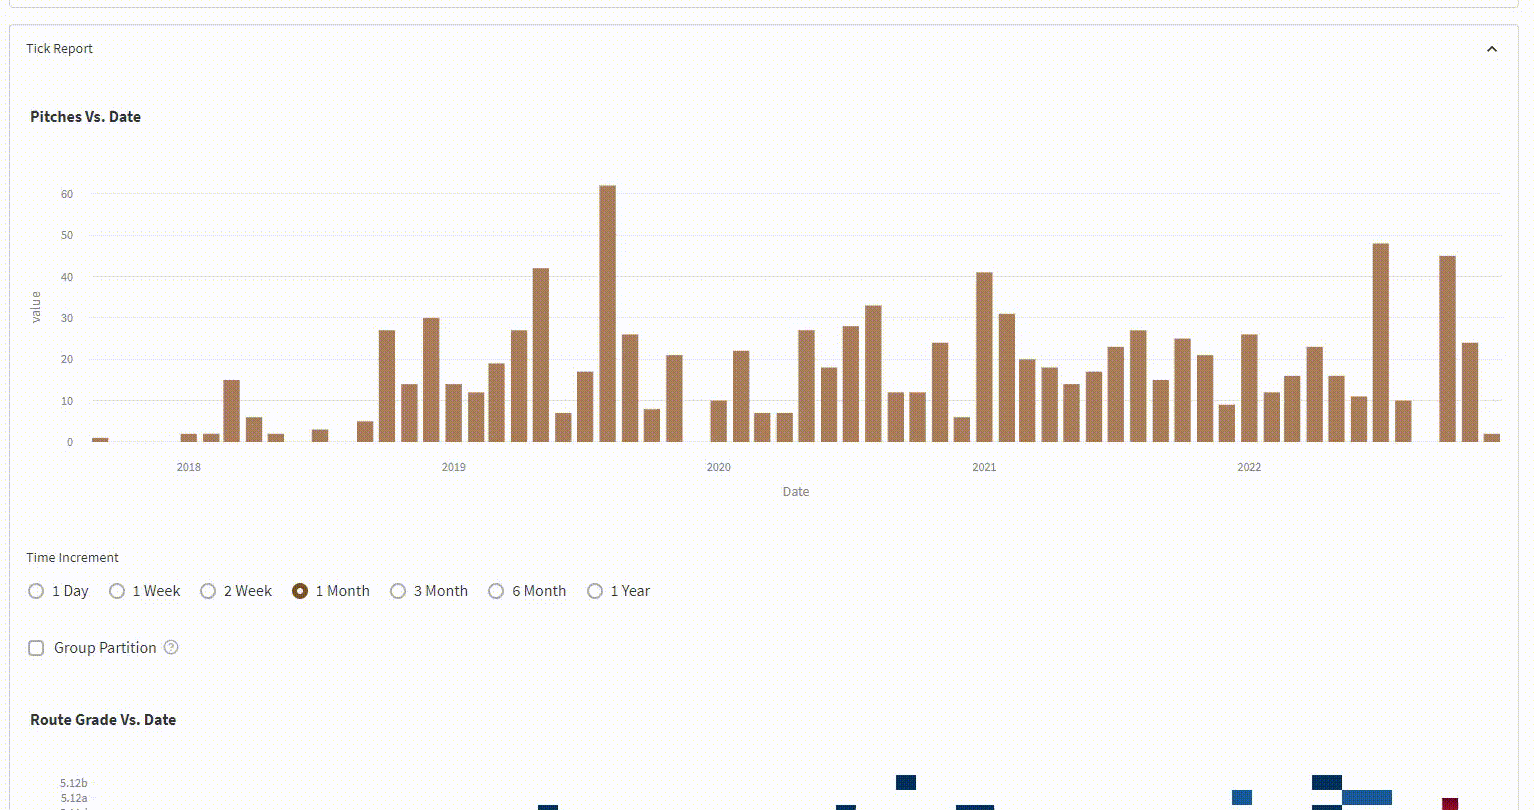 Tick Report
Pitches Vs. Date
60
50
40
30
20
10
0
value
2018 2019 2020 2021 2022
Date
Time Increment
1 Day 1 Week 2 Week 1 Month 3 Month 6 Month 1 Year
Group Partition ?
Route Grade Vs. Date
5.12b
5.12a